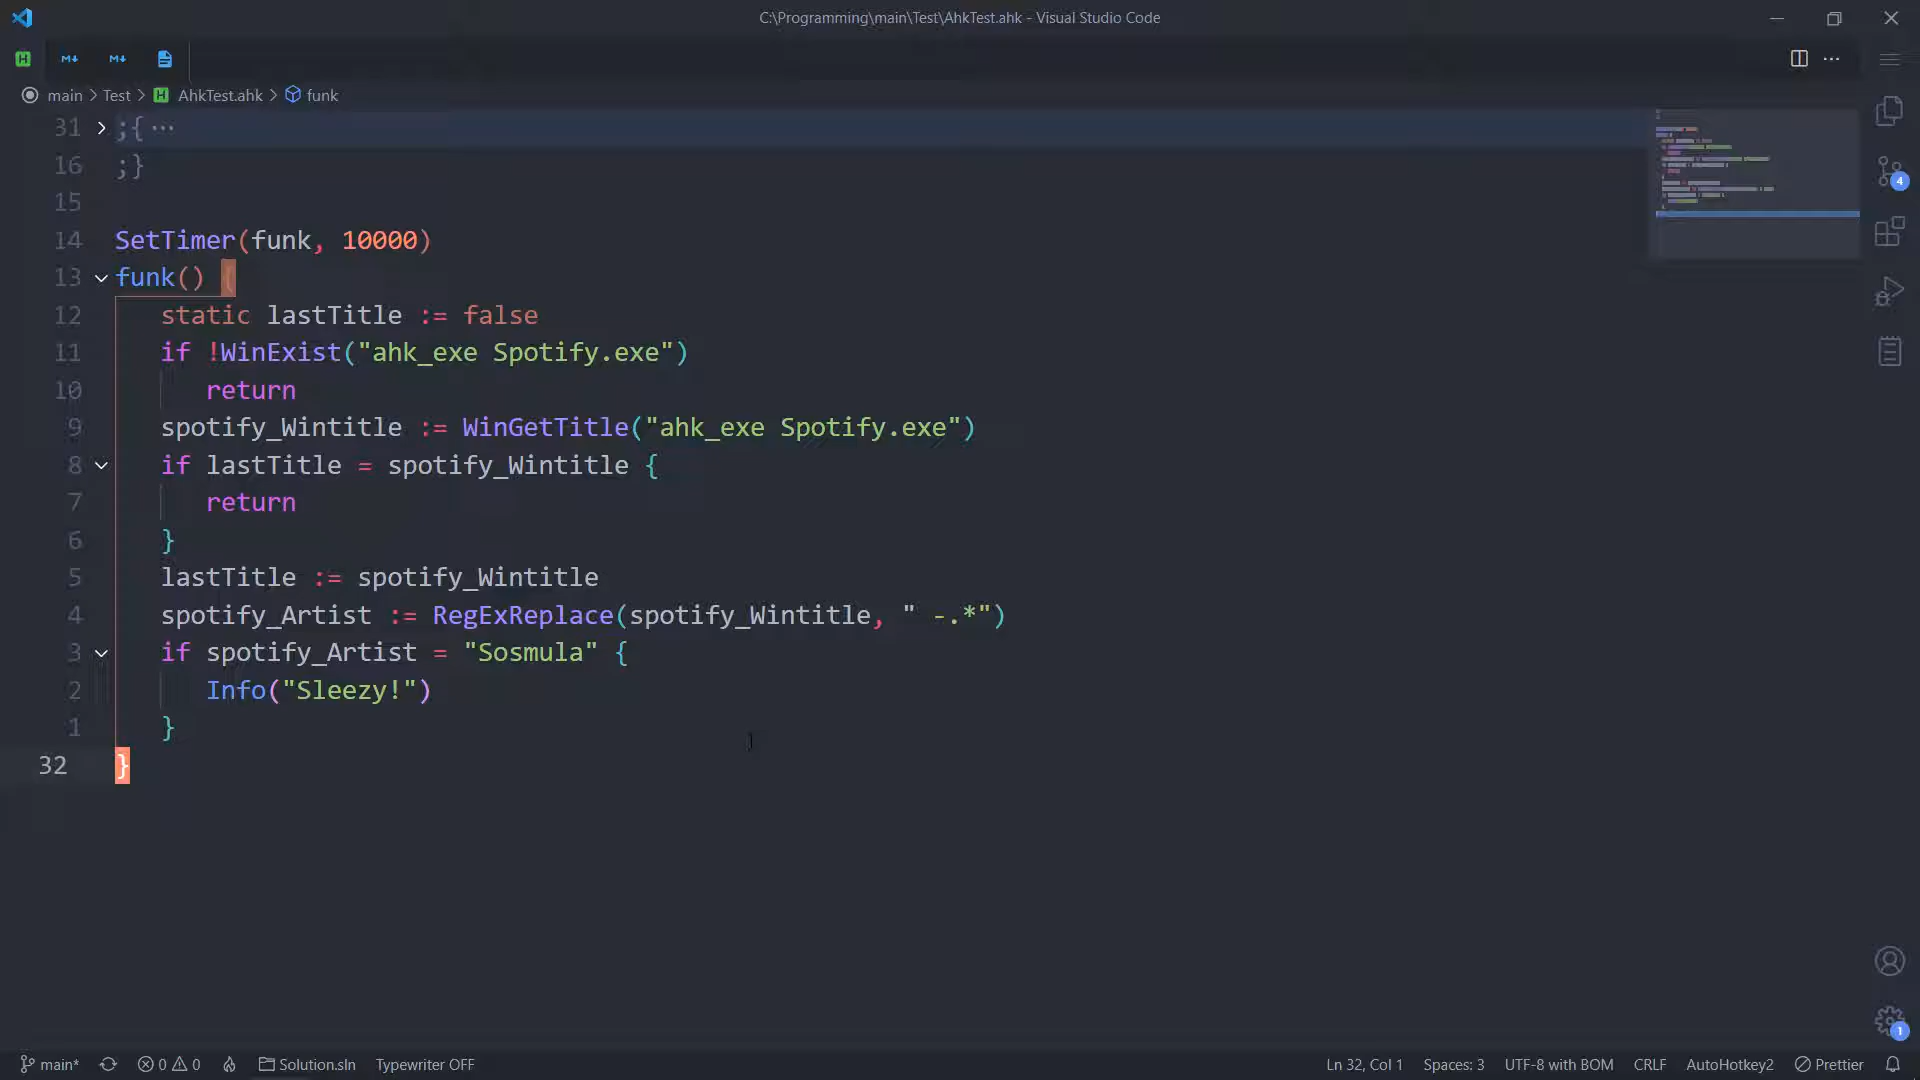 C:\Programming\main\Test\AhkTest.ahk - Visual Studio Code
main > Test > AhkTest.ahk > funk
31 ;{ ···
16 ;}
15
14 SetTimer(funk, 10000)
13 funk() {
12 static lastTitle := false
11 if !WinExist("ahk_exe Spotify.exe")
10 return
9 spotify_Wintitle := WinGetTitle("ahk_exe Spotify.exe")
8 if lastTitle = spotify_Wintitle {
7 return
6 }
5 lastTitle := spotify_Wintitle
4 spotify_Artist := RegExReplace(spotify_Wintitle, " -.*")
3 if spotify_Artist = "Sosmula" {
2 Info("Sleezy!")
1 }
32 }
4
1
main* 0 0 Solution.sln Typewriter OFF Ln 32, Col 1 Spaces: 3 UTF-8 with BOM CRLF AutoHotkey2 Prettier